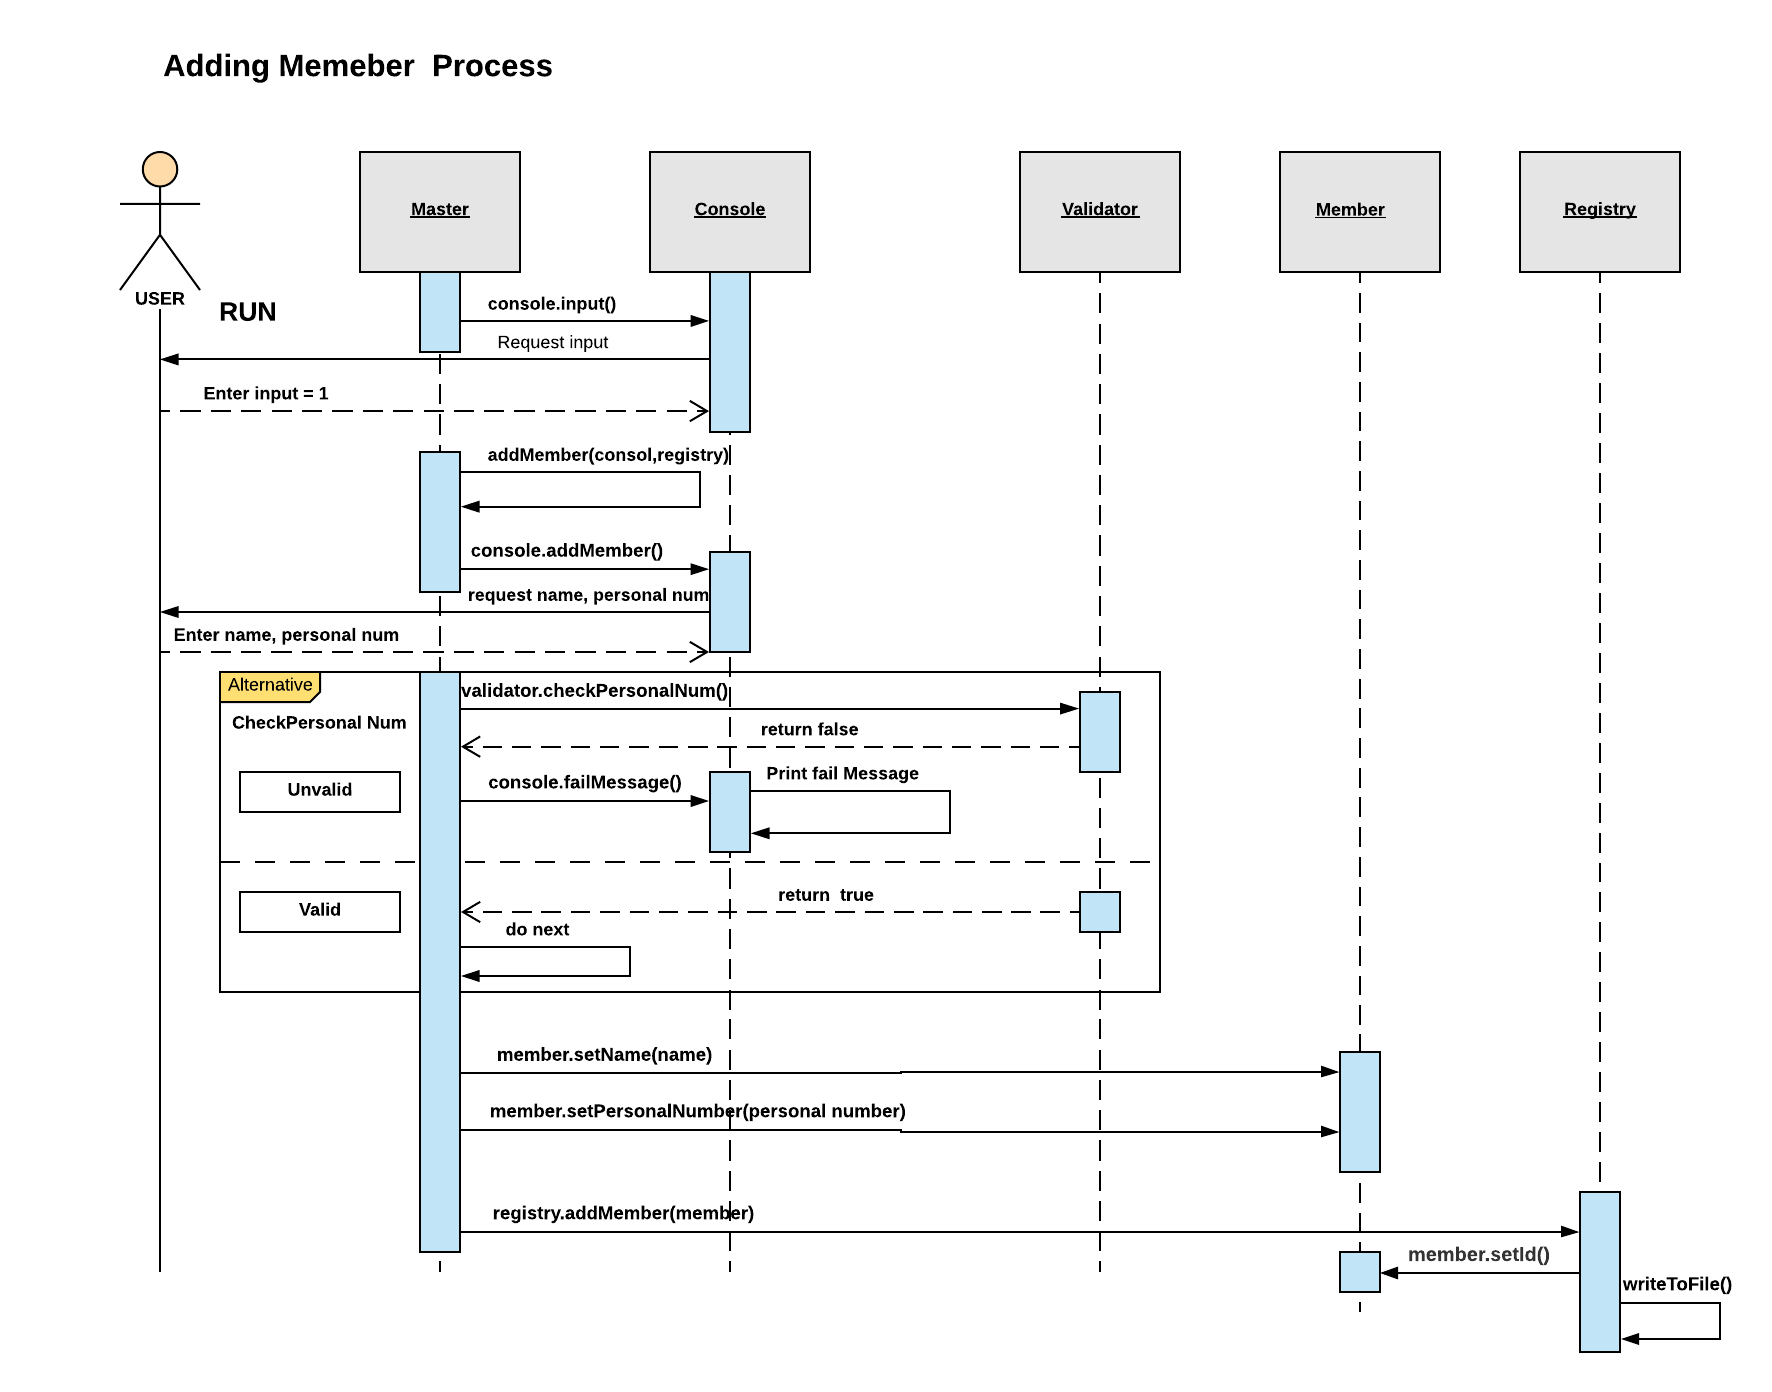 Adding Memeber  Process
Master
Console
Validator
Member
Registry
USER
RUN
console.input()
Request input
Enter input = 1
addMember(consol,registry)
console.addMember()
request name, personal num
Enter name, personal num
Alternative
validator.checkPersonalNum()
CheckPersonal Num
return false
Print fail Message
console.failMessage()
Unvalid
return  true
Valid
do next
member.setName(name)
member.setPersonalNumber(personal number)
registry.addMember(member)
member.setId()
writeToFile()